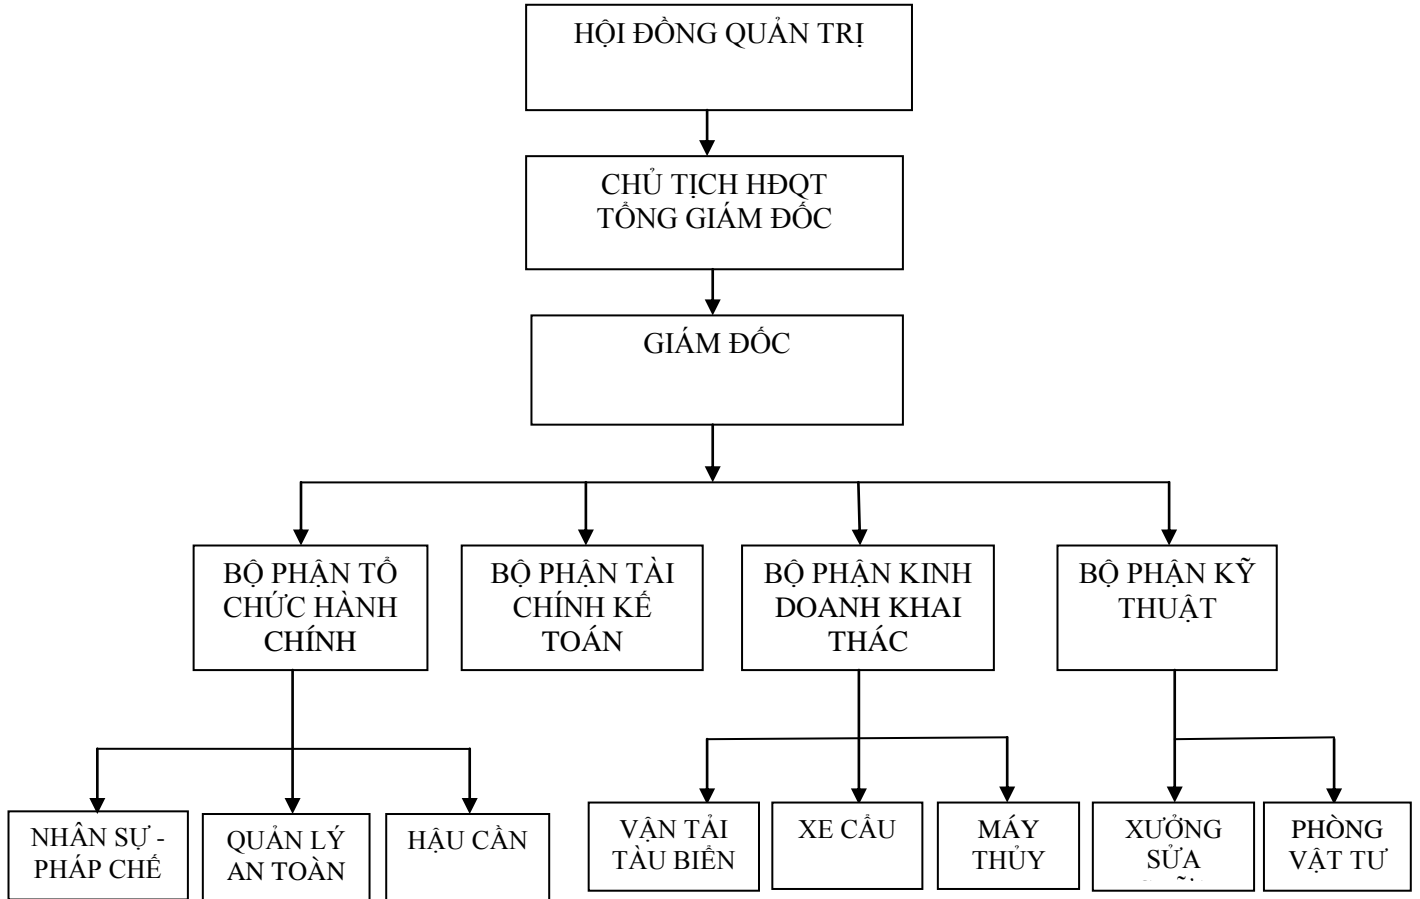 HỘI ĐỒNG QUẢN TRỊ
CHỦ TỊCH HĐQT
TỔNG GIÁM ĐỐC
GIÁM ĐỐC
BỘ PHẬN TỔ
CHỨC HÀNH
CHÍNH
BỘ PHẬN TÀI
CHÍNH KẾ
TOÁN
BỘ PHẬN KINH
DOANH KHAI
THÁC
BỘ PHẬN KỸ
THUẬT
NHÂN SỰ -
PHÁP CHẾ
QUẢN LÝ
AN TOÀN
HẬU CẦN
VẬN TẢI
TÀU BIỂN
XE CẨU
MÁY
THỦY
XƯỞNG
SỬA
PHÒNG
VẬT TƯ